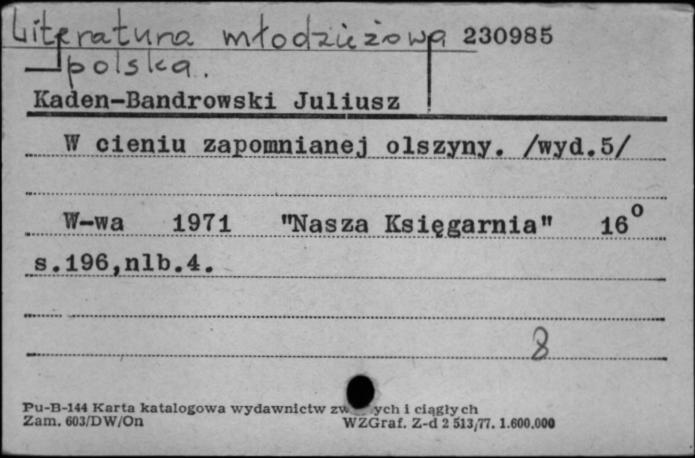 Literatura młodzieżowa 230985
polska.
Kaden-Bandrowski Juliusz
W cieniu zapomnianej olszyny. /wyd.5/
W-wa 1971 "Nasza Księgarnia" 16°
s.196,nlb.4.
8
Pu-B-144 Karta katalogowa wydawnictw ych i ciągłych
Zam. 603/DW/On WZGraf. Z-d 2 513/77. 1.600.000